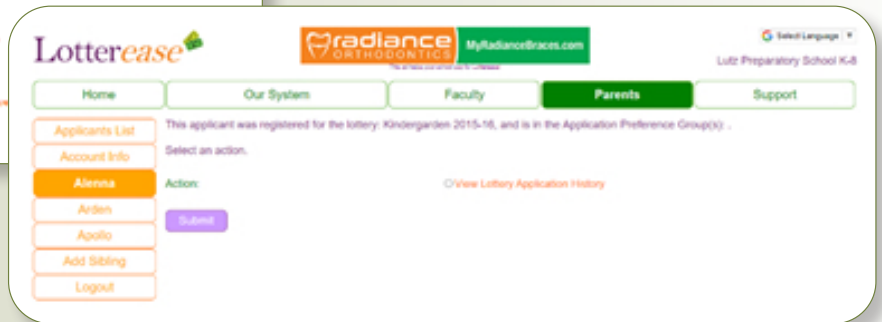 Lotterease
radiance
ORTHODONTICS
MyRadianceBraces.com
Select Language
Lutz Preparatory School K-8
Home
Our System
Faculty
Parents
Support
Applicants List
Account Info
Alenna
Arden
Apollo
Add Sibling
Logout
This applicant was registered for the lottery: Kindergarden 2015-16, and is in the Application Preference Group(s): .
Select an action.
Action:
View Lottery Application History
Submit